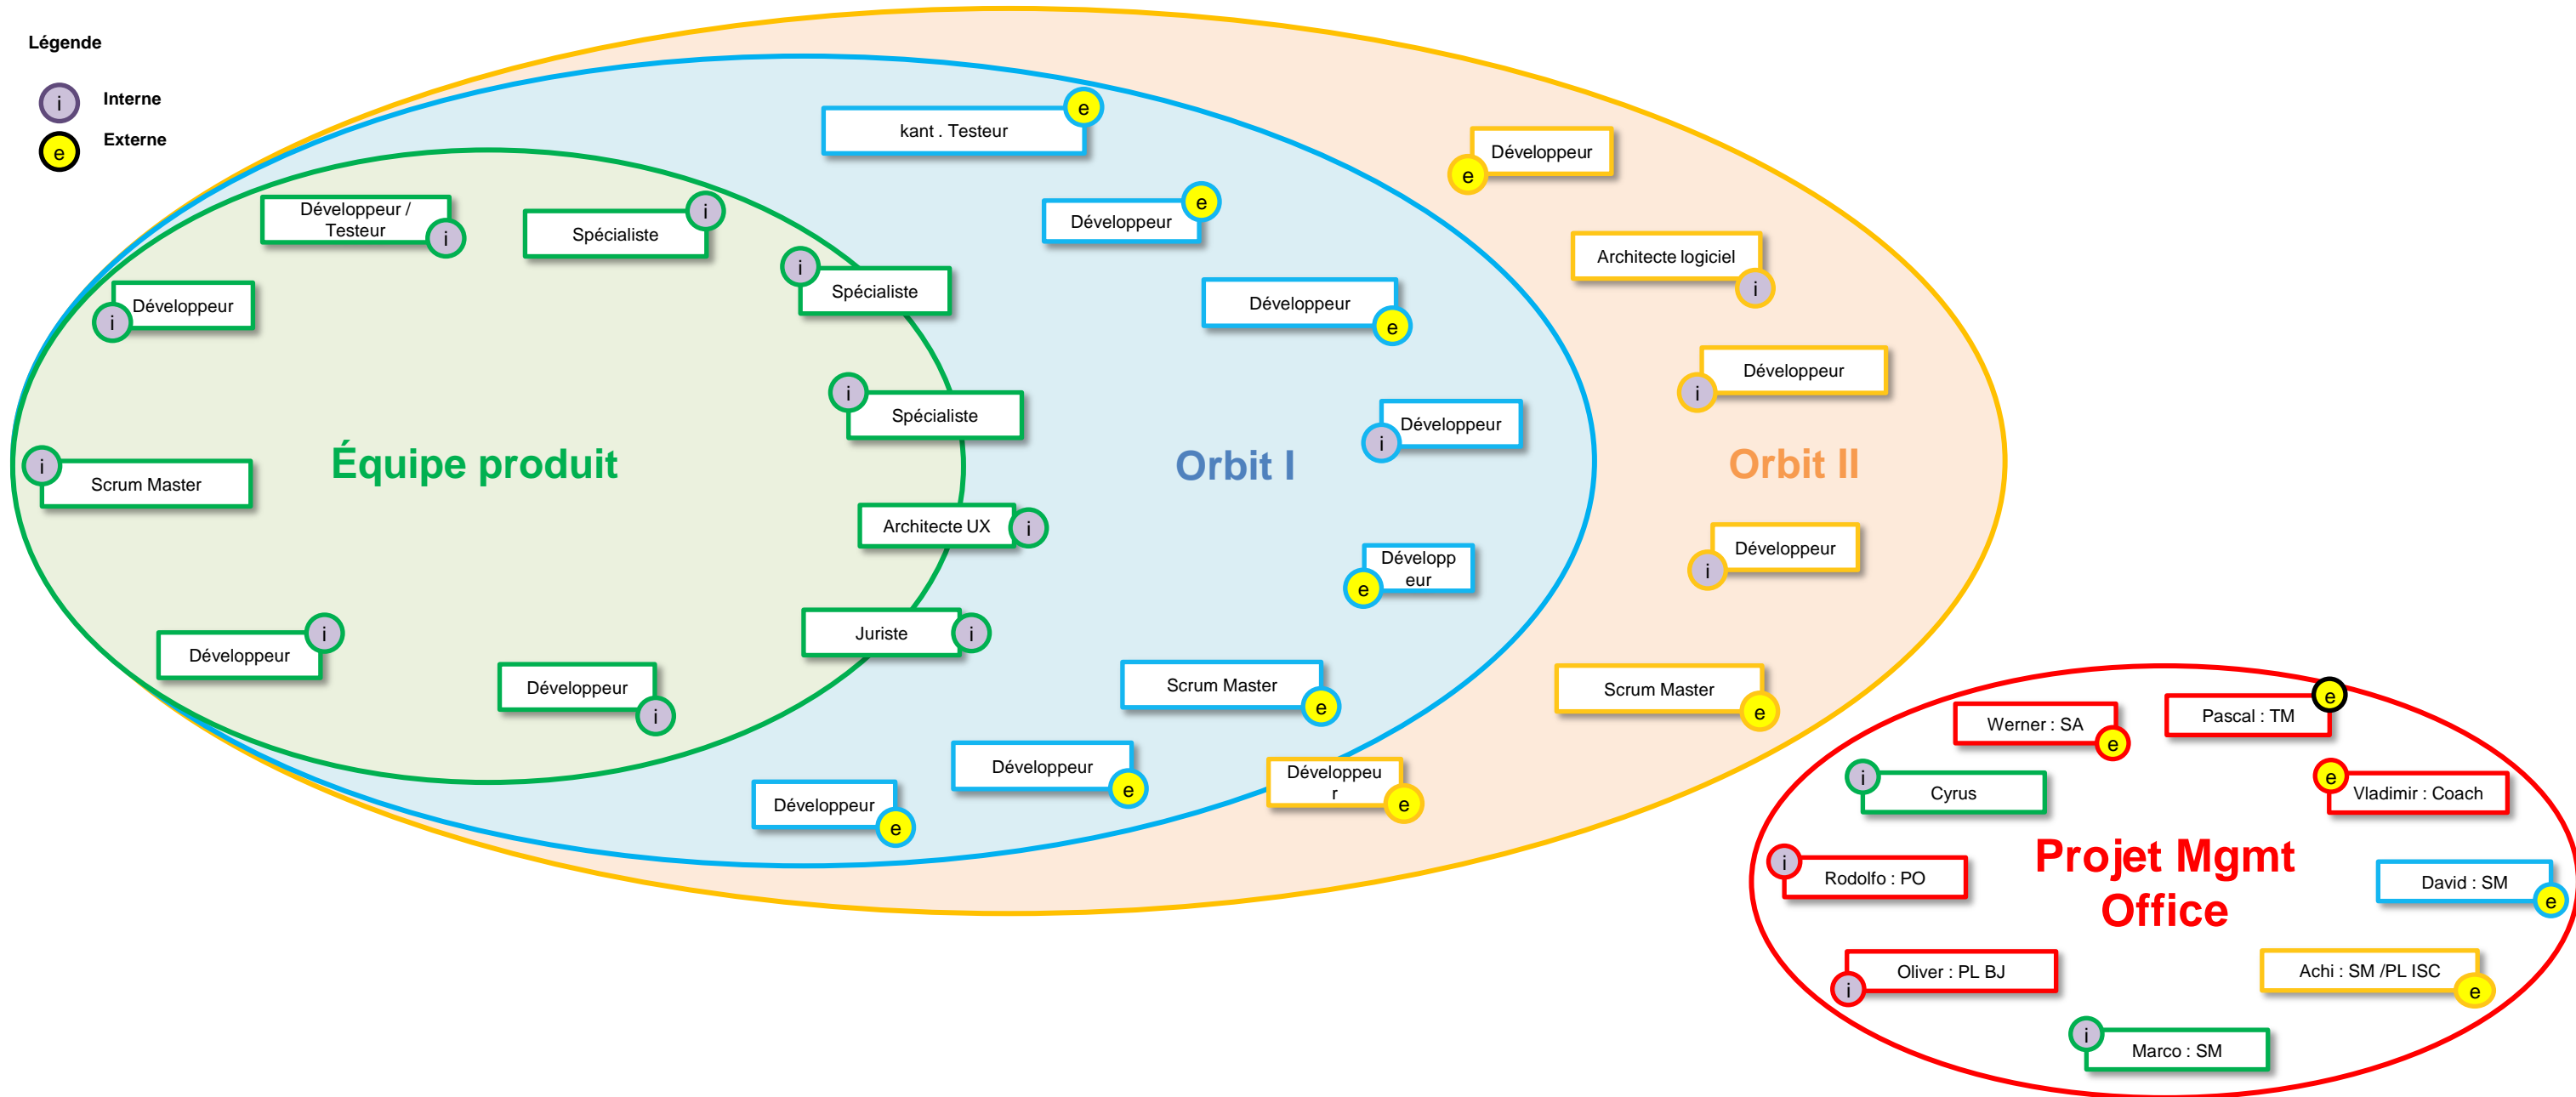 Légende
i
Interne
e
Externe
kant . Testeur
e
Développeur
e
Développeur /
Testeur
i
Spécialiste
i
Développeur
e
Architecte logiciel
i
i
Spécialiste
Développeur
i
Développeur
e
Développeur
i
i
Spécialiste
Développeur
i
Équipe produit
Orbit I
Orbit II
i
Scrum Master
Architecte UX
i
Développ
eur
e
Développeur
i
Développeur
i
Juriste
i
Développeur
i
Scrum Master
e
Scrum Master
e
Développeur
e
Développeur
e
Développeu
r
e
Werner : SA
e
Pascal : TM
e
i
Cyrus
e
Vladimir : Coach
Projet Mgmt
Office
i
Rodolfo : PO
David : SM
e
Oliver : PL BJ
i
Achi : SM /PL ISC
e
i
Marco : SM